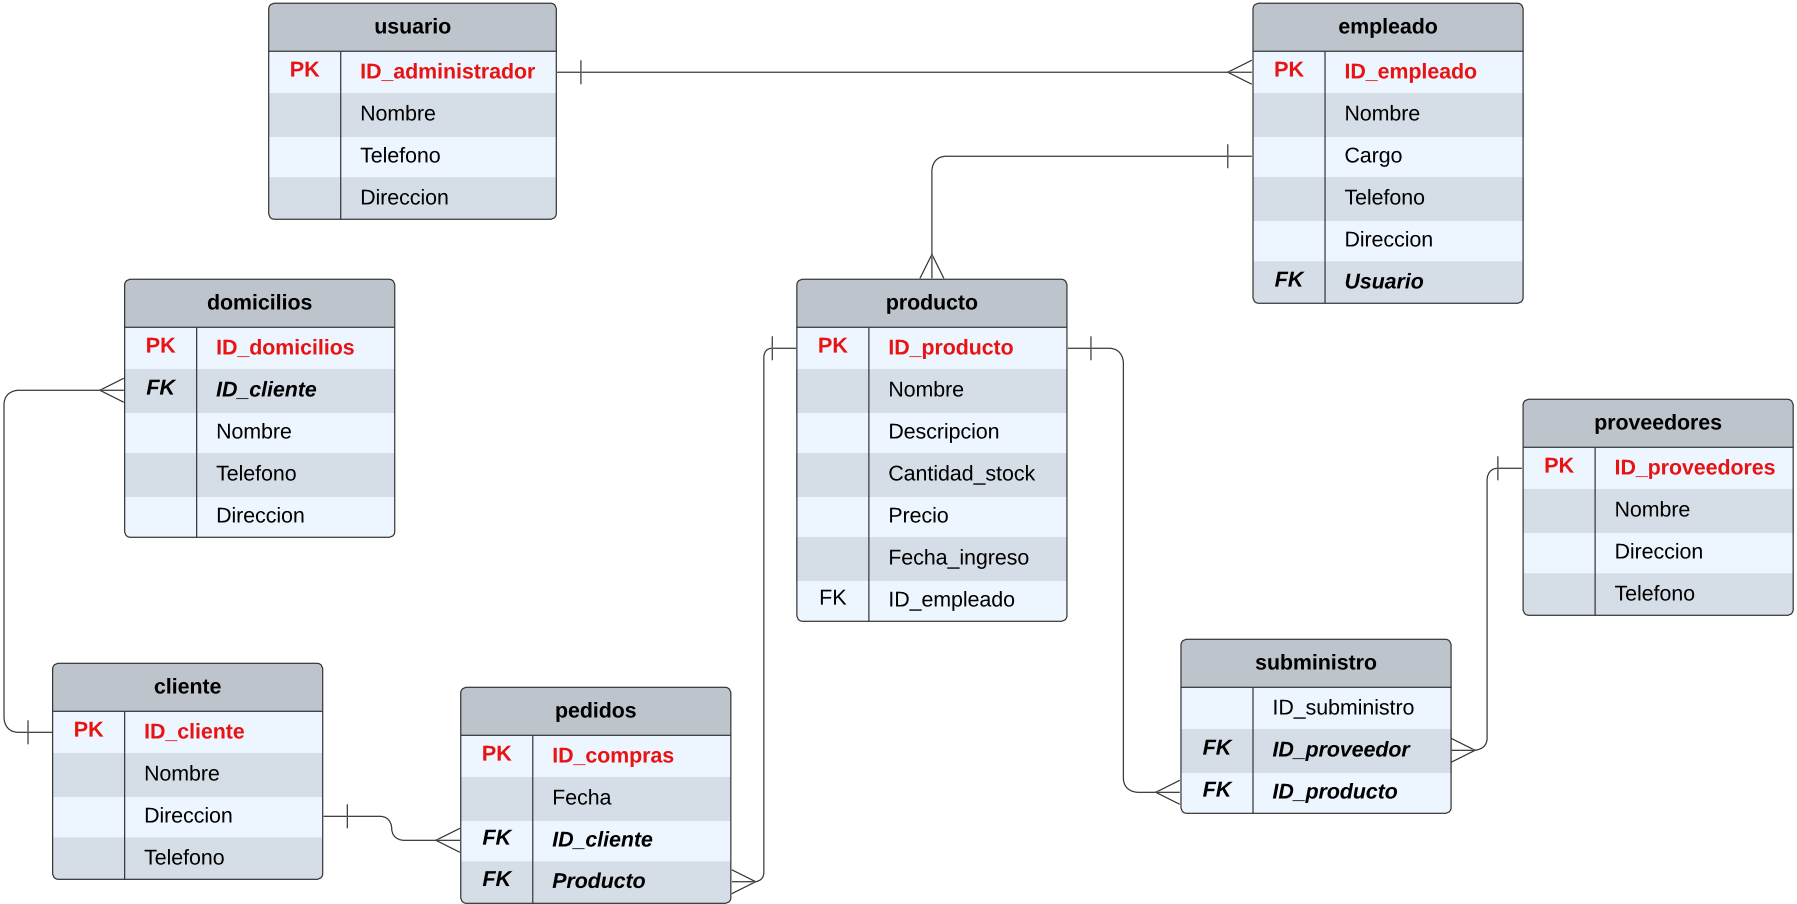 usuario
PK ID_administrador
Nombre
Telefono
Direccion
empleado
PK ID_empleado
Nombre
Cargo
Telefono
Direccion
FK Usuario
domicilios
PK ID_domicilios
FK ID_cliente
Nombre
Telefono
Direccion
producto
PK ID_producto
Nombre
Descripcion
Cantidad_stock
Precio
Fecha_ingreso
FK ID_empleado
proveedores
PK ID_proveedores
Nombre
Direccion
Telefono
cliente
PK ID_cliente
Nombre
Direccion
Telefono
pedidos
PK ID_compras
Fecha
FK ID_cliente
FK Producto
subministro
ID_subministro
FK ID_proveedor
FK ID_producto